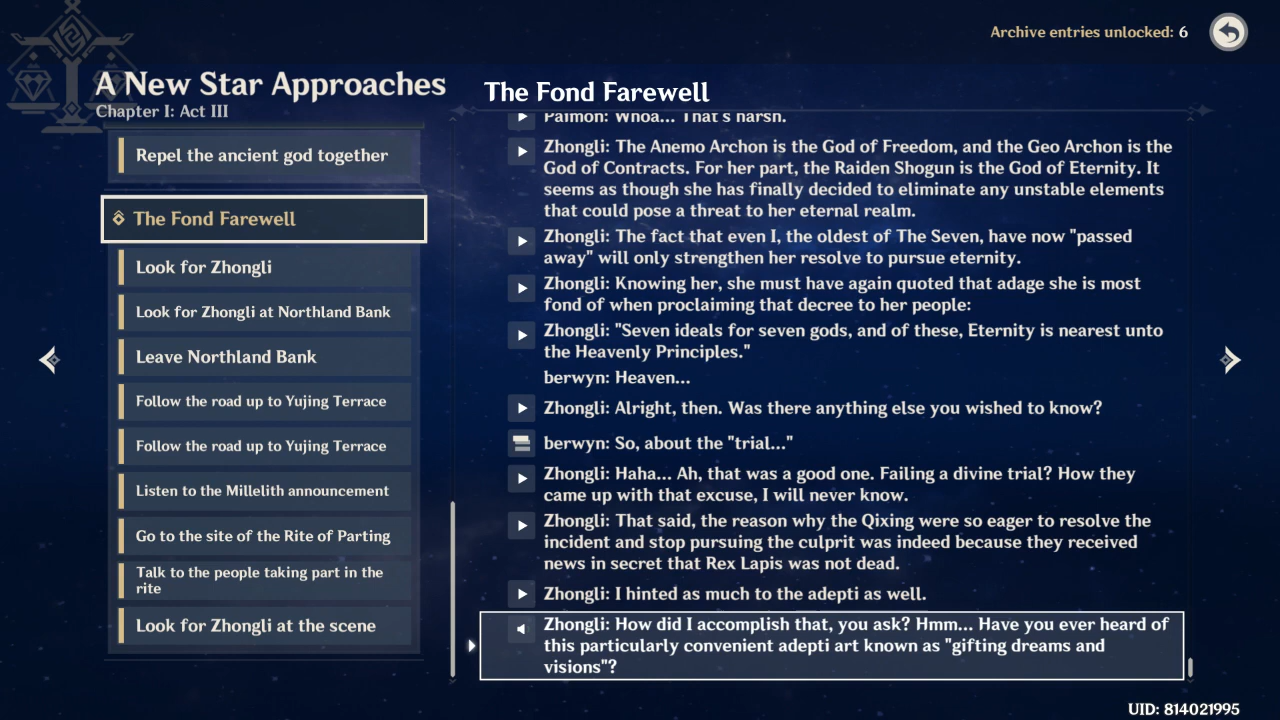 Archive entries unlocked: 6
A New Star Approaches
Chapter I: Act III
Repel the ancient god together
The Fond Farewell
Look for Zhongli
Look for Zhongli at Northland Bank
Leave Northland Bank
Follow the road up to Yujing Terrace
Follow the road up to Yujing Terrace
Listen to the Millelith announcement
Go to the site of the Rite of Parting
Talk to the people taking part in the
rite
Look for Zhongli at the scene
The Fond Farewell
Paimon: Whoa... That's harsh.
Zhongli: The Anemo Archon is the God of Freedom, and the Geo Archon is the
God of Contracts. For her part, the Raiden Shogun is the God of Eternity. It
seems as though she has finally decided to eliminate any unstable elements
that could pose a threat to her eternal realm.
Zhongli: The fact that even I, the oldest of The Seven, have now "passed
away" will only strengthen her resolve to pursue eternity.
Zhongli: Knowing her, she must have again quoted that adage she is most
fond of when proclaiming that decree to her people:
Zhongli: "Seven ideals for seven gods, and of these, Eternity is nearest unto
the Heavenly Principles."
berwyn: Heaven...
Zhongli: Alright, then. Was there anything else you wished to know?
berwyn: So, about the "trial..."
Zhongli: Haha... Ah, that was a good one. Failing a divine trial? How they
came up with that excuse, I will never know.
Zhongli: That said, the reason why the Qixing were so eager to resolve the
incident and stop pursuing the culprit was indeed because they received
news in secret that Rex Lapis was not dead.
Zhongli: I hinted as much to the adepti as well.
Zhongli: How did I accomplish that, you ask? Hmm... Have you ever heard of
this particularly convenient adepti art known as "gifting dreams and
visions"?
UID: 814021995